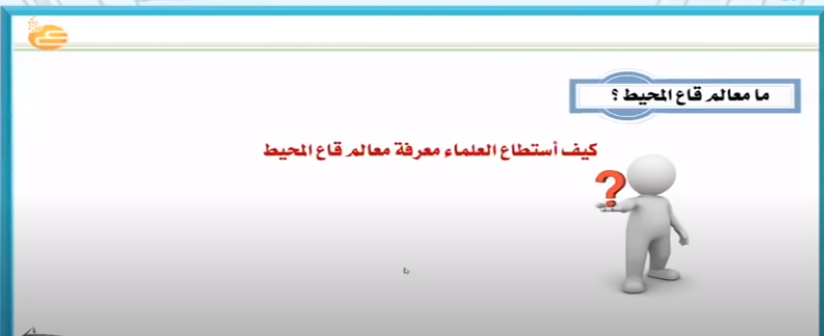 ما معالم قاع المحيط ؟
كيف أستطاع العلماء معرفة معالم قاع المحيط
?